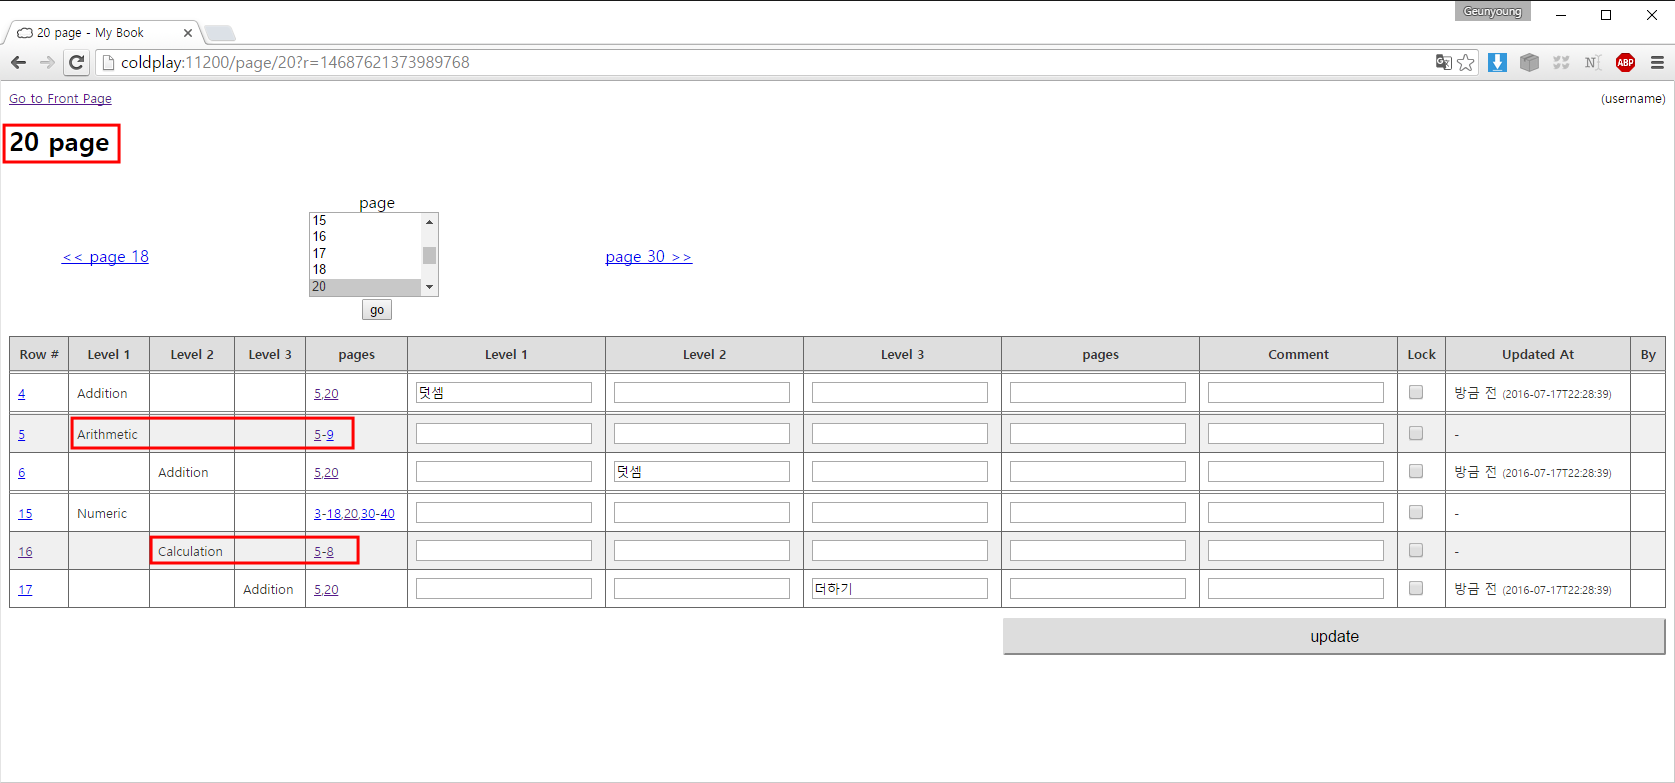 Geunyoung
20 page - My Book
coldplay:11200/page/20?r=14687621373989768
N
ABP
Go to Front Page
(username)
20 page
page
15
16
17
18
20
<< page 18
page 30 >>
go
Row # Level 1 Level 2 Level 3 pages Level 1 Level 2 Level 3 pages Comment Lock Updated At By
4 Addition 5,20 덧셈 방금 전 (2016-07-17T22:28:39)
5 Arithmetic 5-9 -
6 Addition 5,20 덧셈 방금 전 (2016-07-17T22:28:39)
15 Numeric 3-18,20,30-40 -
16 Calculation 5-8 -
17 Addition 5,20 더하기 방금 전 (2016-07-17T22:28:39)
update